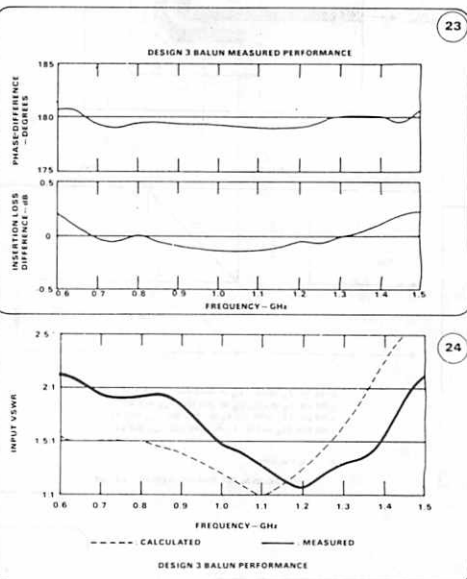 23
DESIGN 3 BALUN MEASURED PERFORMANCE
PHASE-DIFFERENCE
– DEGREES
185
180
175
INSERTION LOSS
DIFFERENCE – dB
0.5
0
-0.5
0 6 0.7 0.8 0.9 1.0 1.1 1.2 1.3 1.4 1.5
FREQUENCY – GHz
24
INPUT VSWR
2 5
2 1
1 5 1
1 1
0 6 0 7 0 8 0 9 1 0 1 1 1 2 1 3 1 4 1 5
FREQUENCY – GHz
CALCULATED
MEASURED
DESIGN 3 BALUN PERFORMANCE